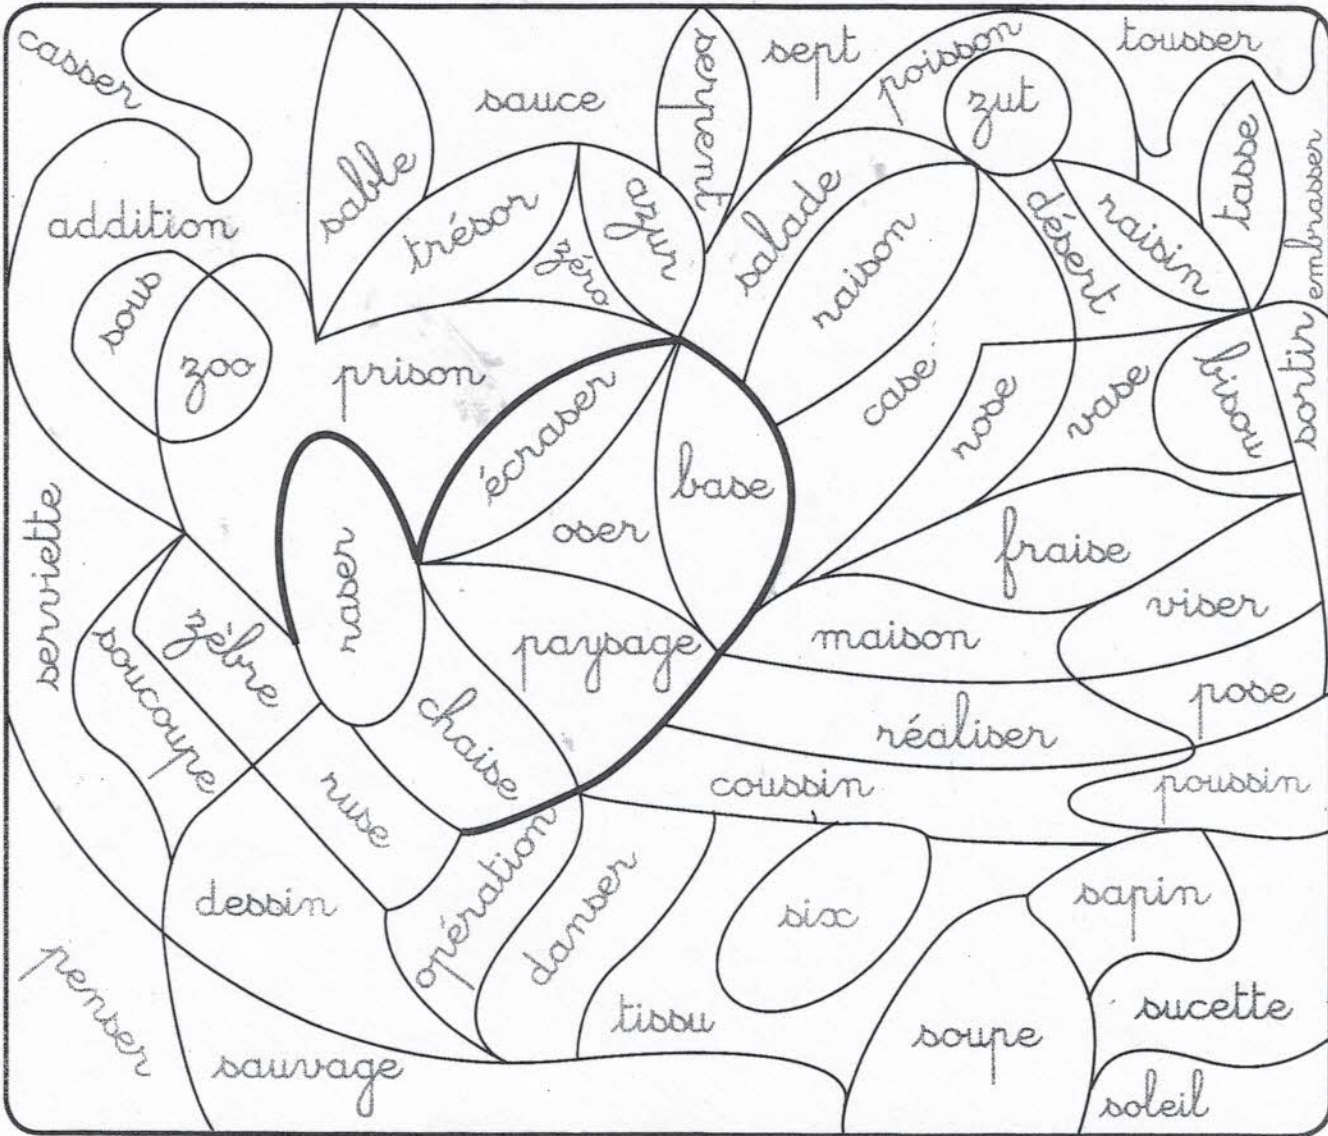 casser
sept
poisson
tousser
serpent
sauce
zut
sable
tasse
embrasser
addition
trésor
azur
salade
désert
raisin
zéro
raison
sous
zoo
prison
case
rose
vase
bisou
sortir
écraser
base
oser
serviette
raser
fraise
zèbre
soucoupe
paysage
maison
viser
chaise
réaliser
pose
ruse
coussin
poussin
dessin
opération
danser
six
sapin
penser
tissu
soupe
sucette
sauvage
soleil